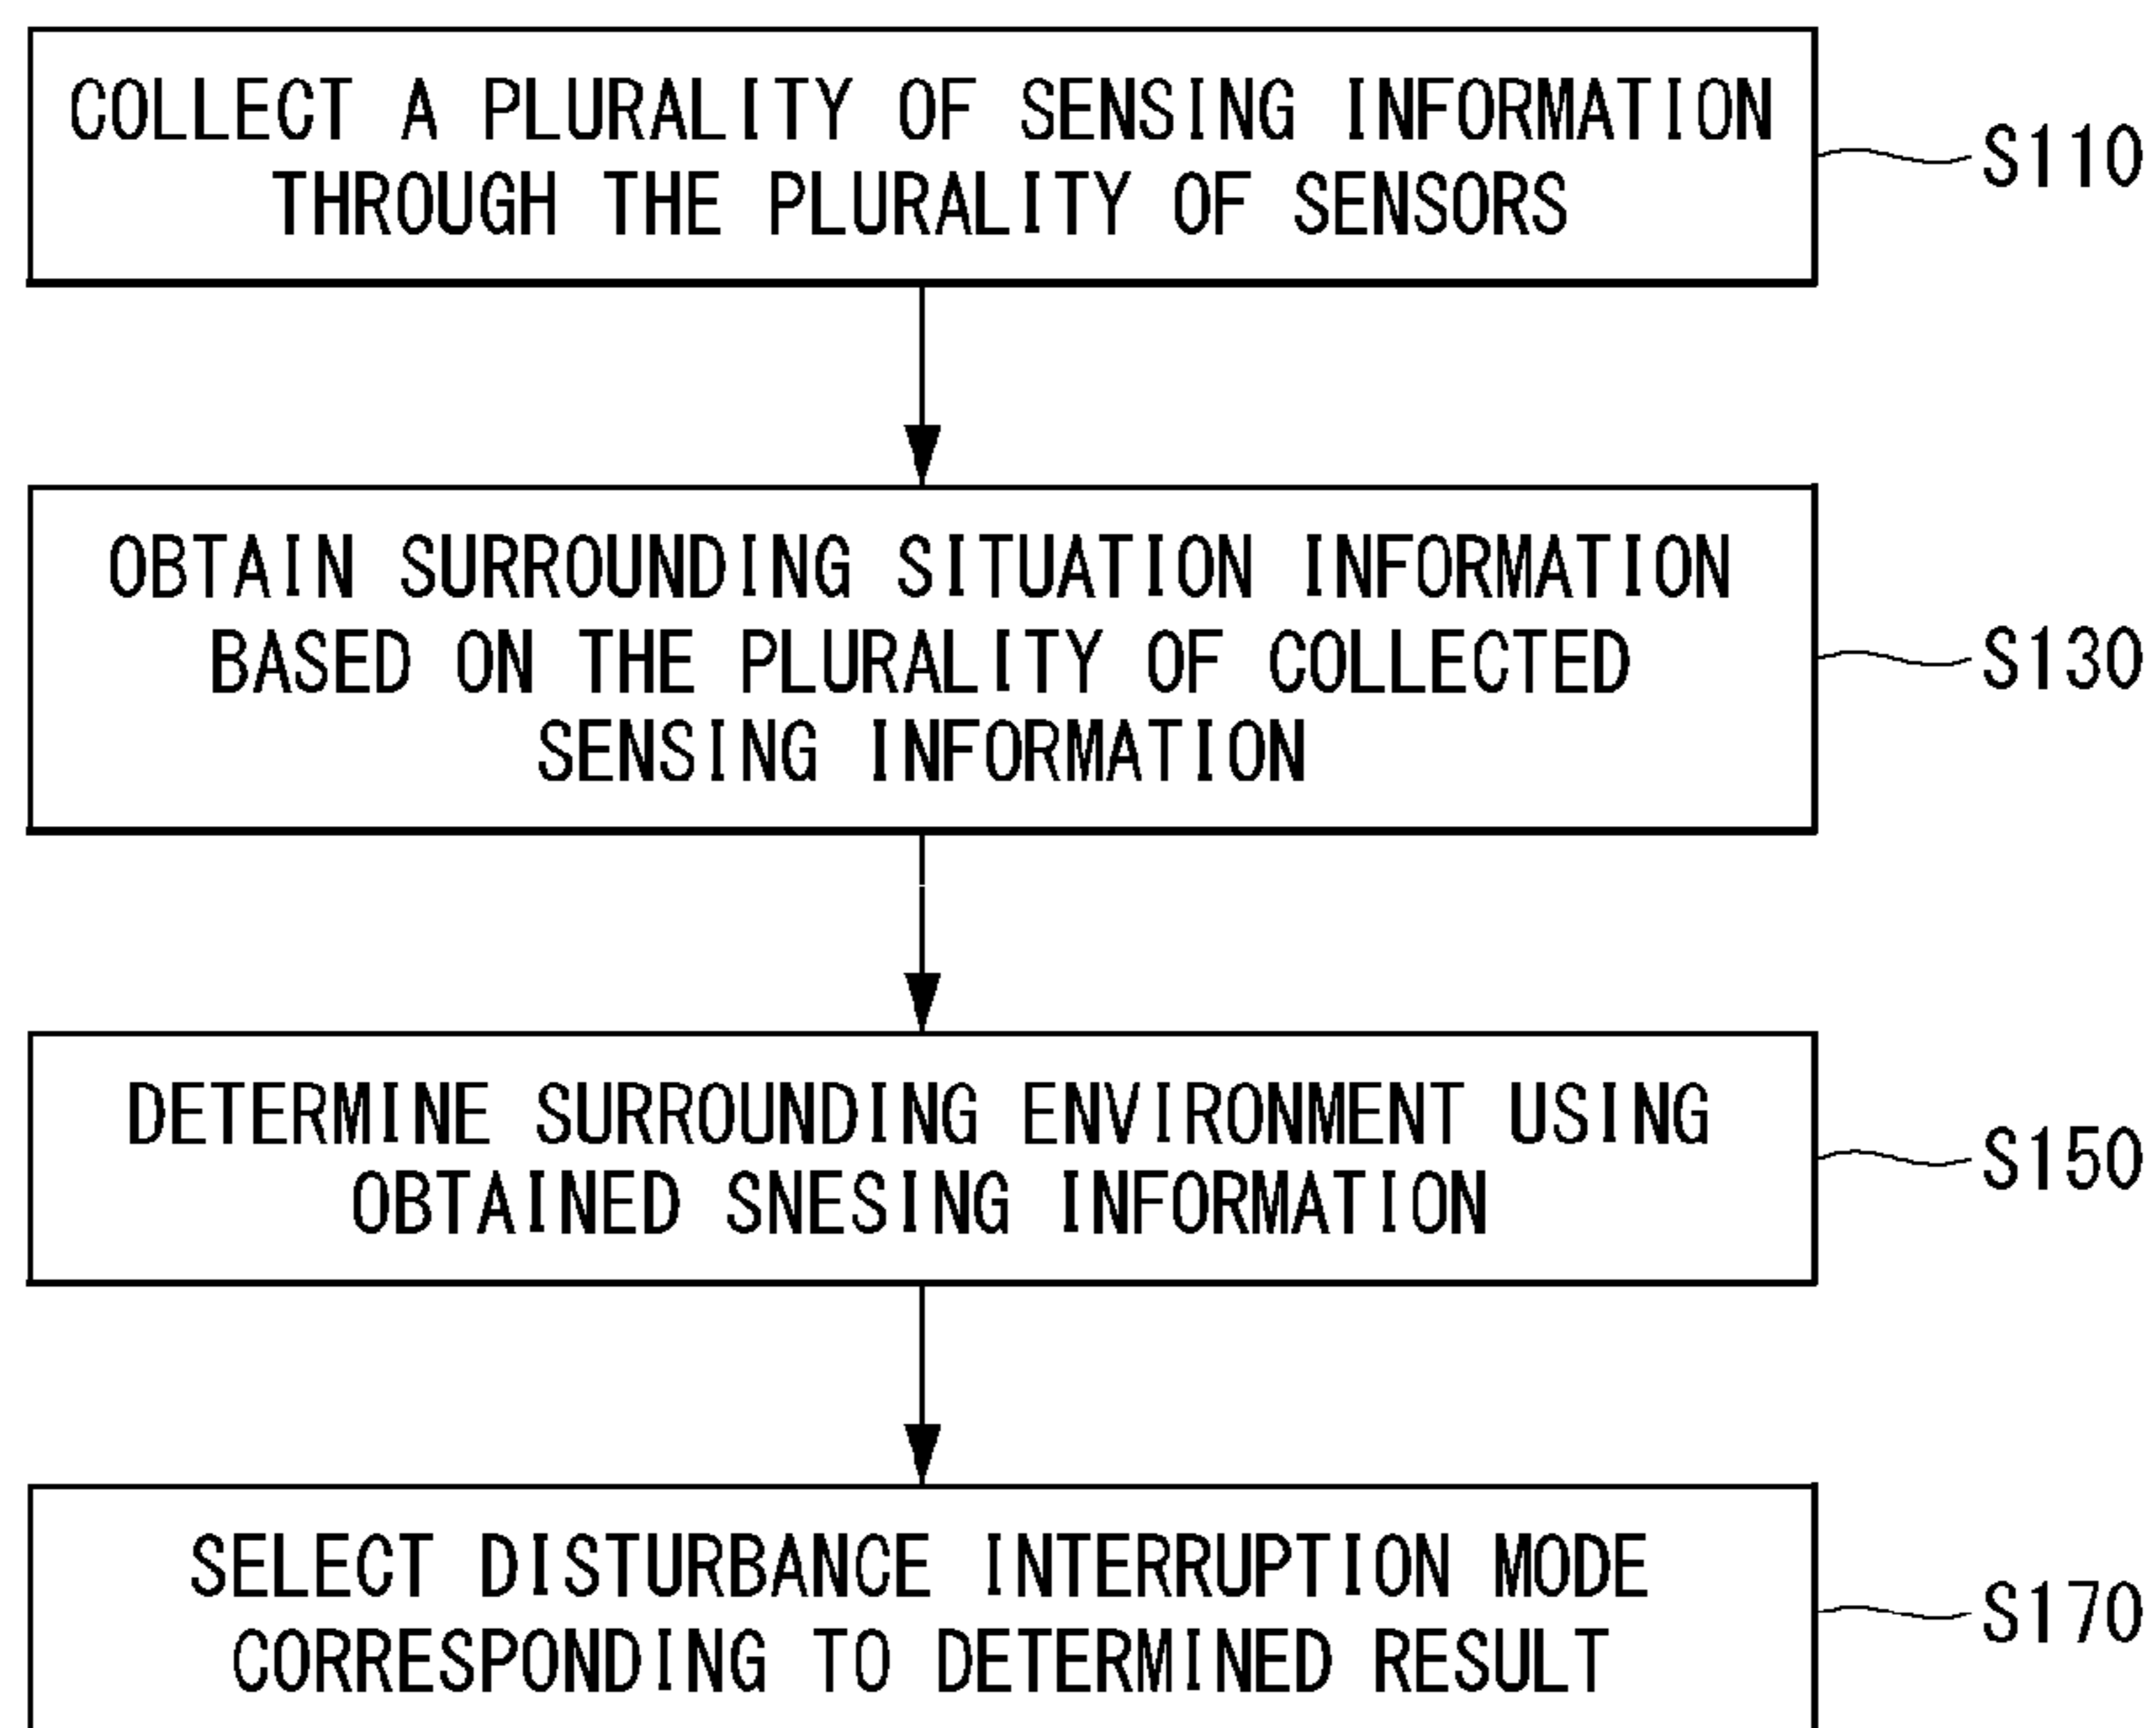 COLLECT A PLURALITY OF SENSING INFORMATION
THROUGH THE PLURALITY OF SENSORS
S110
OBTAIN SURROUNDING SITUATION INFORMATION
BASED ON THE PLURALITY OF COLLECTED
SENSING INFORMATION
S130
DETERMINE SURROUNDING ENVIRONMENT USING
OBTAINED SNESING INFORMATION
S150
SELECT DISTURBANCE INTERRUPTION MODE
CORRESPONDING TO DETERMINED RESULT
S170